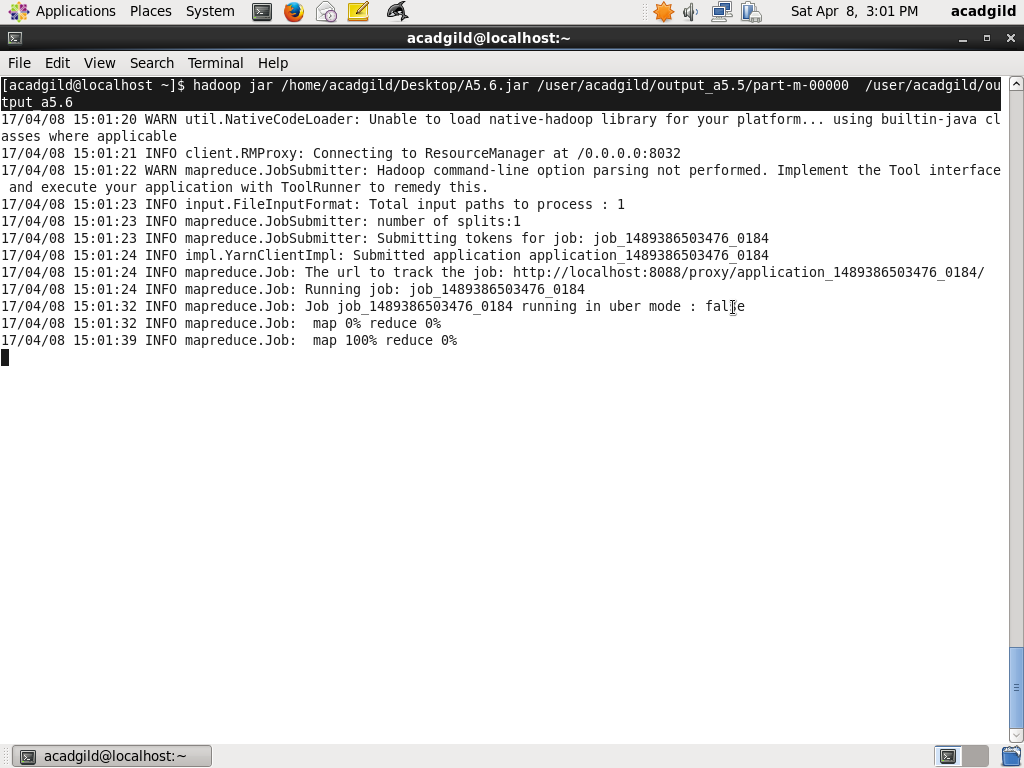 Applications Places System Sat Apr 8, 3:01 PM acadgild
acadgild@localhost:~
File Edit View Search Terminal Help
[acadgild@localhost ~]$ hadoop jar /home/acadgild/Desktop/A5.6.jar /user/acadgild/output_a5.5/part-m-00000  /user/acadgild/ou
tput_a5.6
17/04/08 15:01:20 WARN util.NativeCodeLoader: Unable to load native-hadoop library for your platform... using builtin-java cl
asses where applicable
17/04/08 15:01:21 INFO client.RMProxy: Connecting to ResourceManager at /0.0.0.0:8032
17/04/08 15:01:22 WARN mapreduce.JobSubmitter: Hadoop command-line option parsing not performed. Implement the Tool interface
 and execute your application with ToolRunner to remedy this.
17/04/08 15:01:23 INFO input.FileInputFormat: Total input paths to process : 1
17/04/08 15:01:23 INFO mapreduce.JobSubmitter: number of splits:1
17/04/08 15:01:23 INFO mapreduce.JobSubmitter: Submitting tokens for job: job_1489386503476_0184
17/04/08 15:01:24 INFO impl.YarnClientImpl: Submitted application application_1489386503476_0184
17/04/08 15:01:24 INFO mapreduce.Job: The url to track the job: http://localhost:8088/proxy/application_1489386503476_0184/
17/04/08 15:01:24 INFO mapreduce.Job: Running job: job_1489386503476_0184
17/04/08 15:01:32 INFO mapreduce.Job: Job job_1489386503476_0184 running in uber mode : false
17/04/08 15:01:32 INFO mapreduce.Job:  map 0% reduce 0%
17/04/08 15:01:39 INFO mapreduce.Job:  map 100% reduce 0%
acadgild@localhost:~